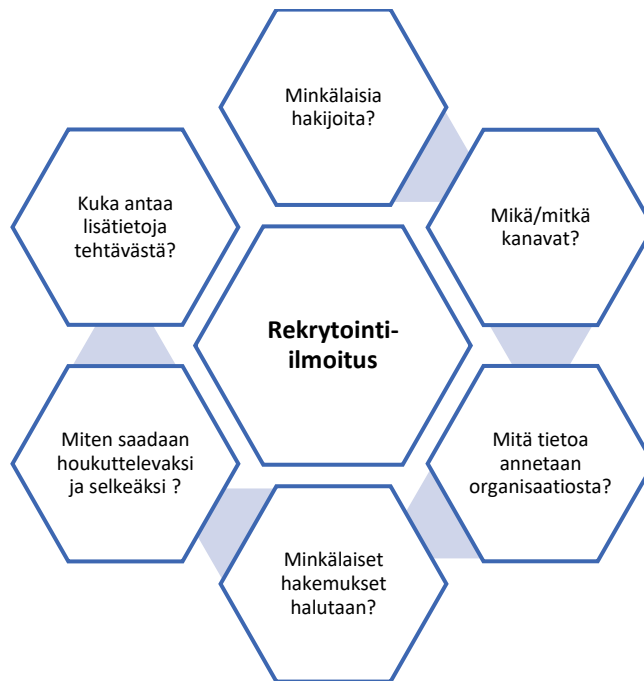 Minkälaisia
hakijoita?
Mikä/mitkä
kanavat?
Mitä tietoa
annetaan
organisaatiosta?
Minkälaiset
hakemukset
halutaan?
Miten saadaan
houkuttelevaksi
ja selkeäksi ?
Kuka antaa
lisätietoja
tehtävästä?
Rekrytointi-
ilmoitus